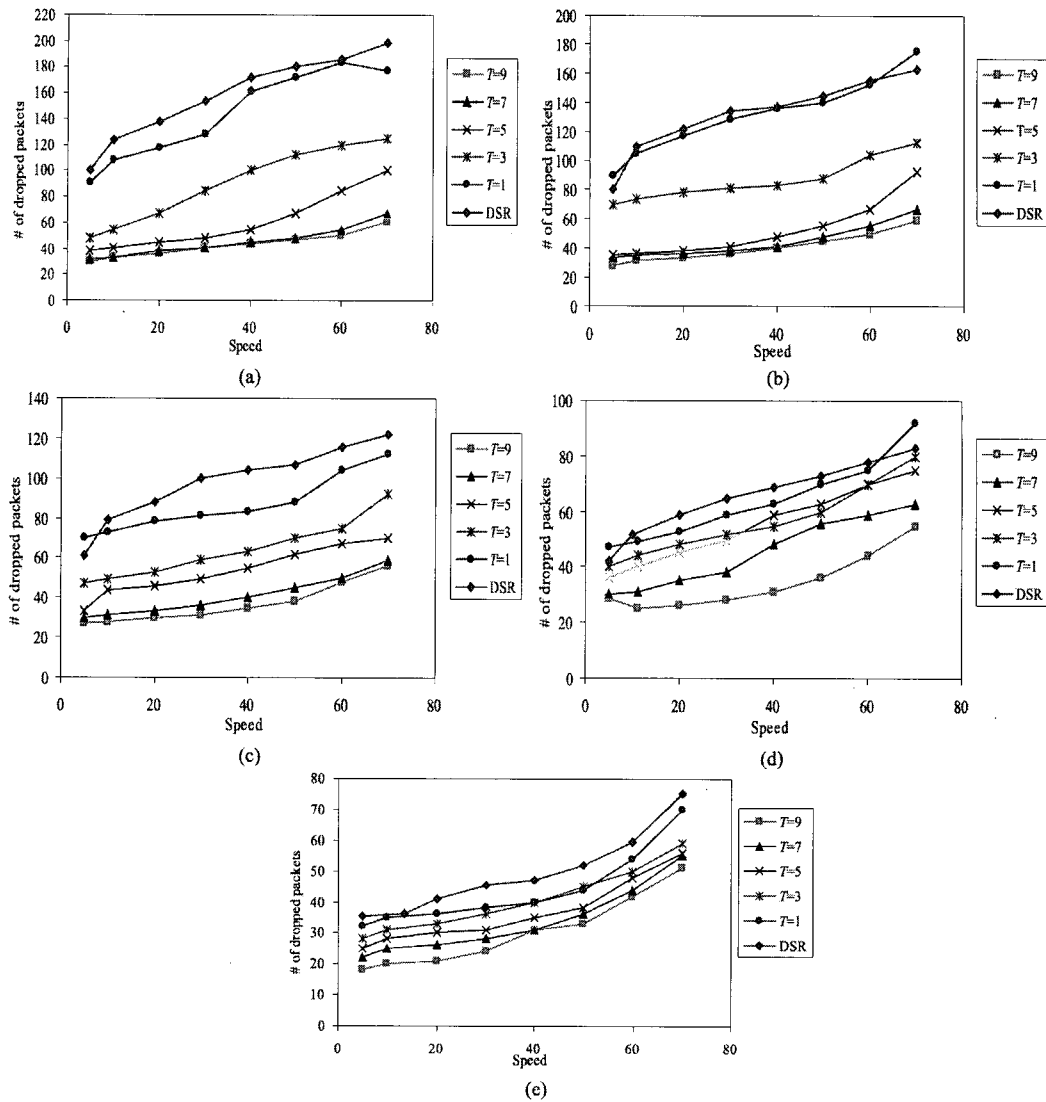 # of dropped packets
220
200
180
160
140
120
100
80
60
40
20
0
0 20 40 60 80
Speed
T=9
T=7
T=5
T=3
T=1
DSR
(a)
# of dropped packets
200
180
160
140
120
100
80
60
40
20
0
0 20 40 60 80
Speed
T=9
T=7
T=5
T=3
T=1
DSR
(b)
# of dropped packets
140
120
100
80
60
40
20
0
0 20 40 60 80
Speed
T=9
T=7
T=5
T=3
T=1
DSR
(c)
# of dropped packets
100
80
60
40
20
0
0 20 40 60 80
Speed
T=9
T=7
T=5
T=3
T=1
DSR
(d)
# of dropped packets
80
70
60
50
40
30
20
10
0
0 20 40 60 80
Speed
T=9
T=7
T=5
T=3
T=1
DSR
(e)